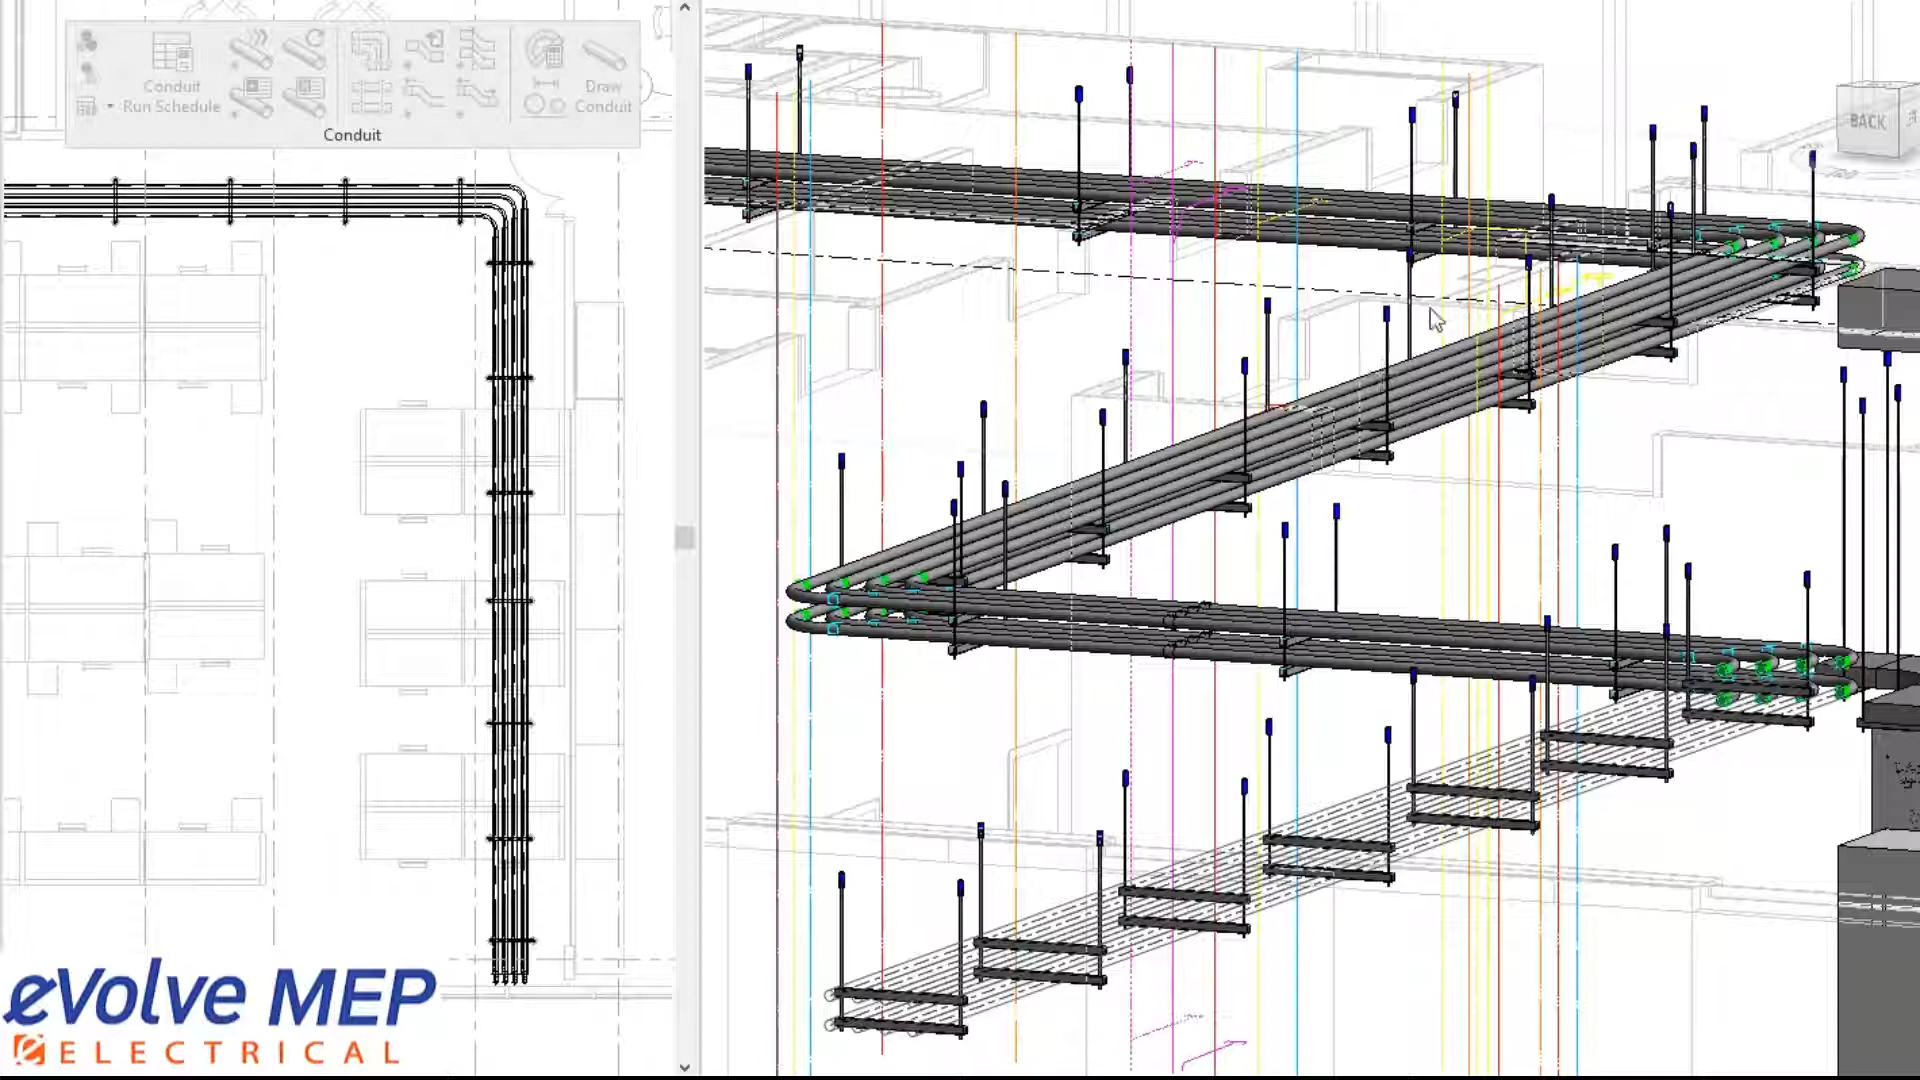 Conduit
Run Schedule
Draw
Conduit
Conduit
BACK
eVolve MEP
ELECTRICAL